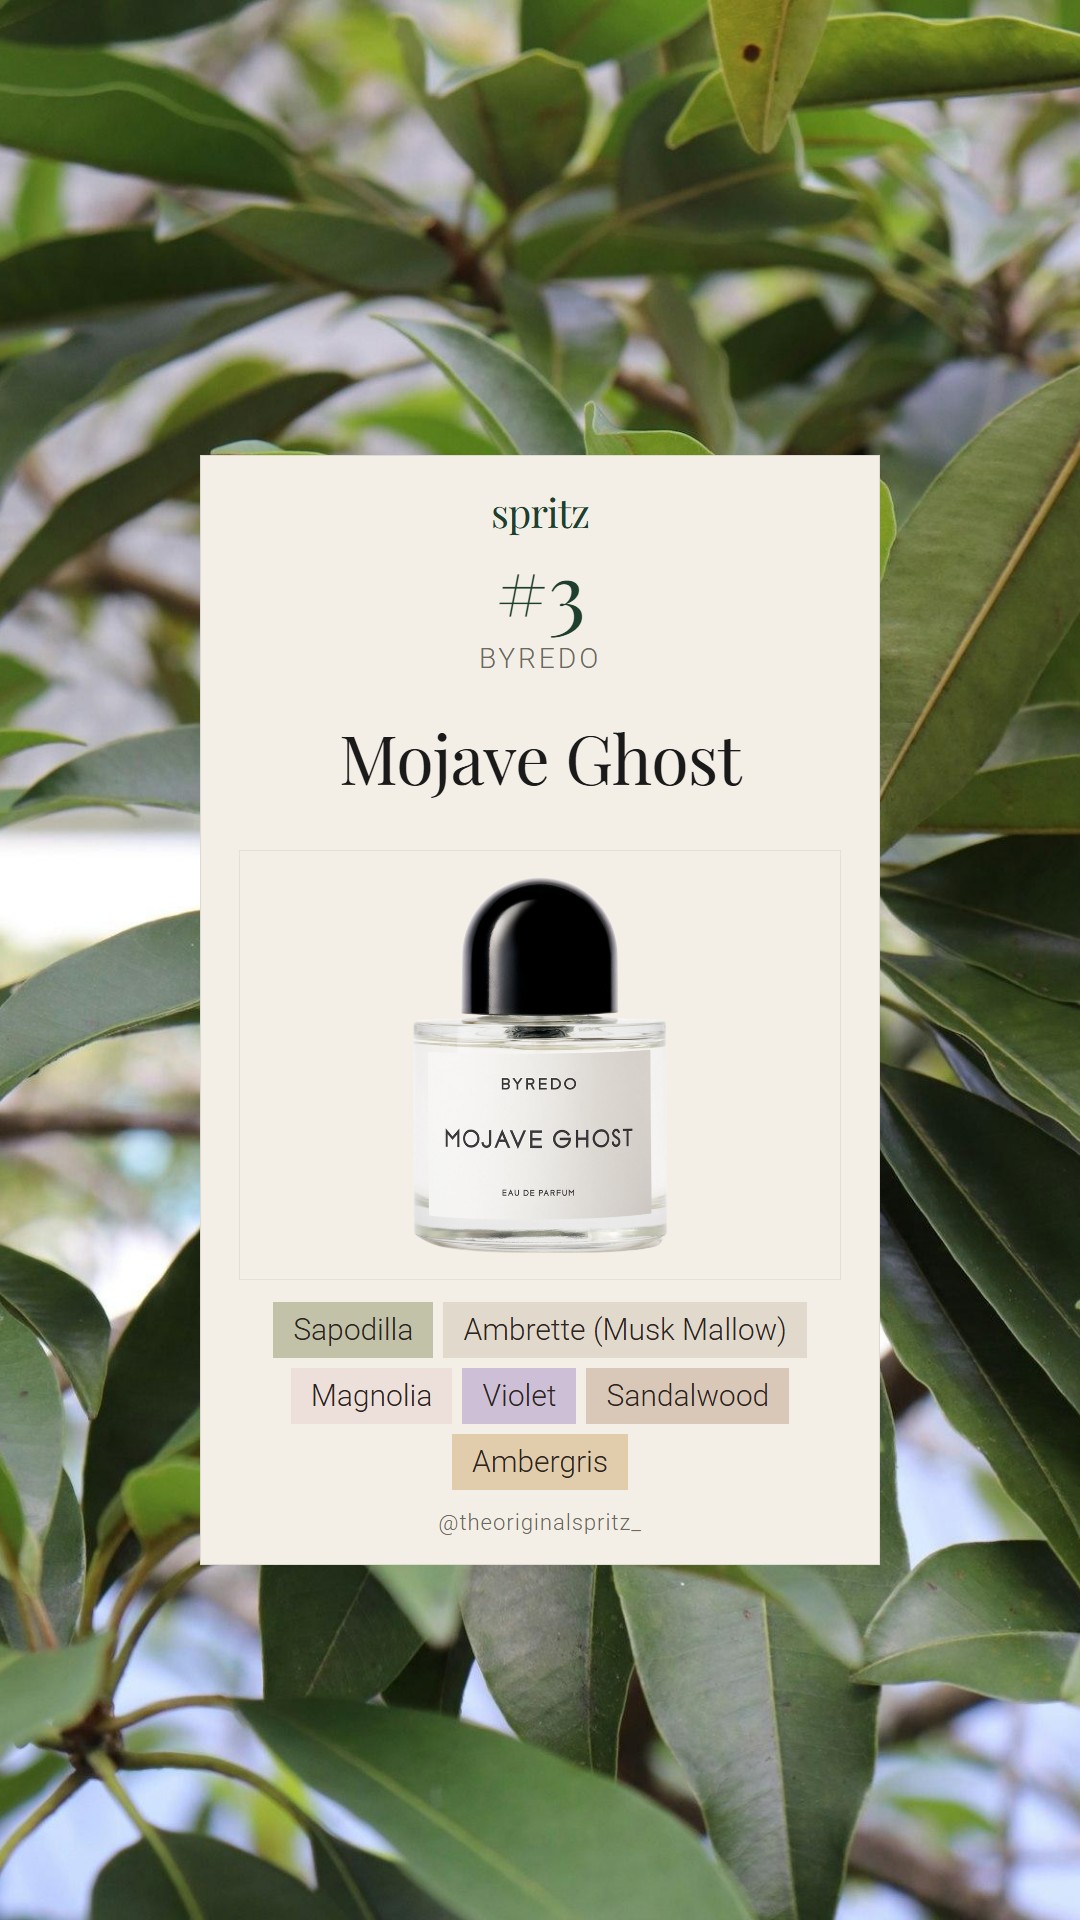 spritz
#3
BYREDO
Mojave Ghost
BYREDO
MOJAVE GHOST
EAU DE PARFUM
Sapodilla Ambrette (Musk Mallow)
Magnolia Violet Sandalwood
Ambergris
@theoriginalspritz_